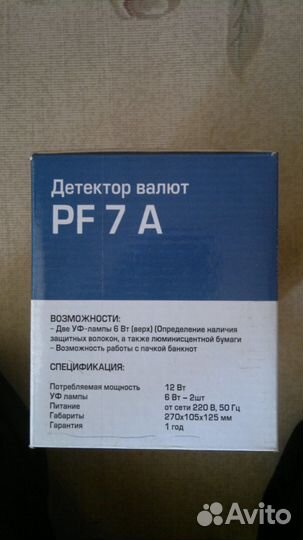 Детектор валют
PF 7 A
ВОЗМОЖНОСТИ:
- Две УФ-лампы 6 Вт (верх) (Определение наличия
защитных волокон, а также люминисцентной бумаги
- Возможность работы с пачкой банкнот
СПЕЦИФИКАЦИЯ:
Потребляемая мощность 12 Вт
УФ лампы 6 Вт – 2шт
Питание от сети 220 В, 50 Гц
Габариты 270х105х125 мм
Гарантия 1 год
Avito